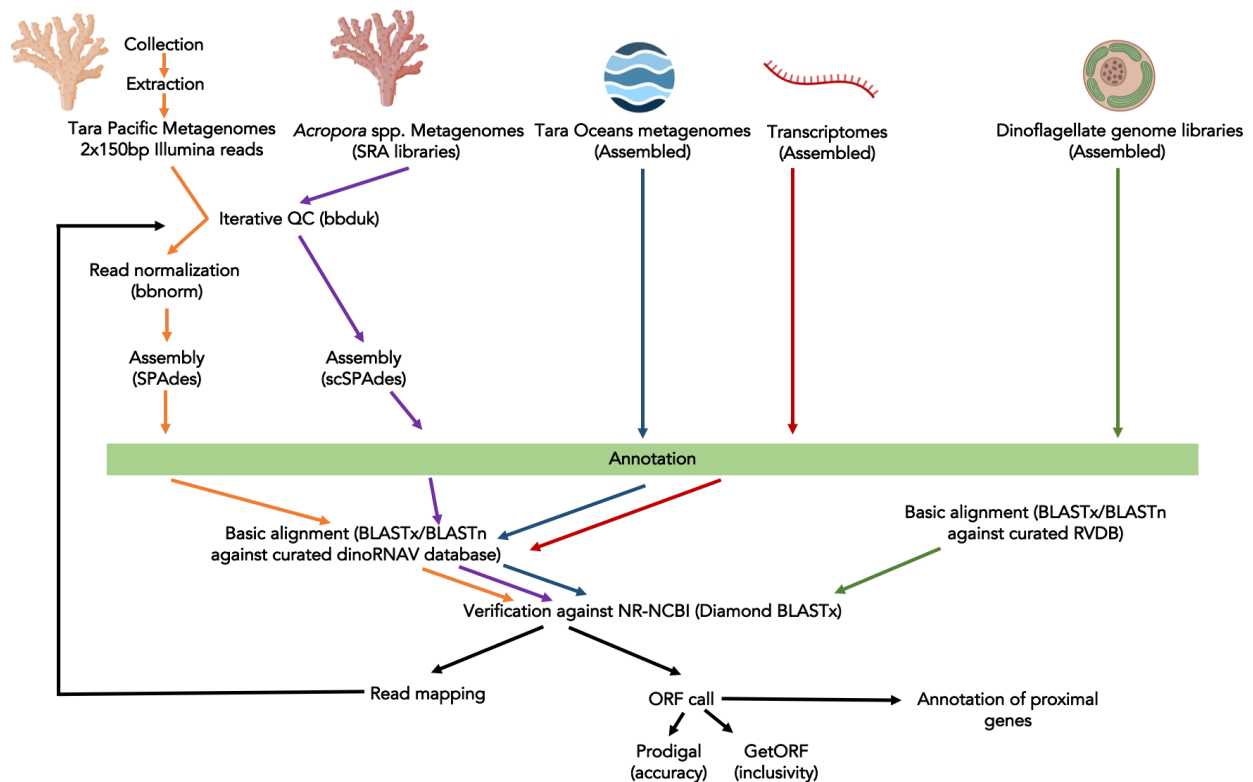 Collection
Extraction
Tara Pacific Metagenomes
2x150bp Illumina reads
Acropora spp. Metagenomes
(SRA libraries)
Tara Oceans metagenomes
(Assembled)
Transcriptomes
(Assembled)
Dinoflagellate genome libraries
(Assembled)
Iterative QC (bbduk)
Read normalization
(bbnorm)
Assembly
(SPAdes)
Assembly
(scSPAdes)
Annotation
Basic alignment (BLASTx/BLASTn
against curated dinoRNAV database)
Basic alignment (BLASTx/BLASTn
against curated RVDB)
Verification against NR-NCBI (Diamond BLASTx)
Read mapping
ORF call
Annotation of proximal
genes
Prodigal
(accuracy)
GetORF
(inclusivity)